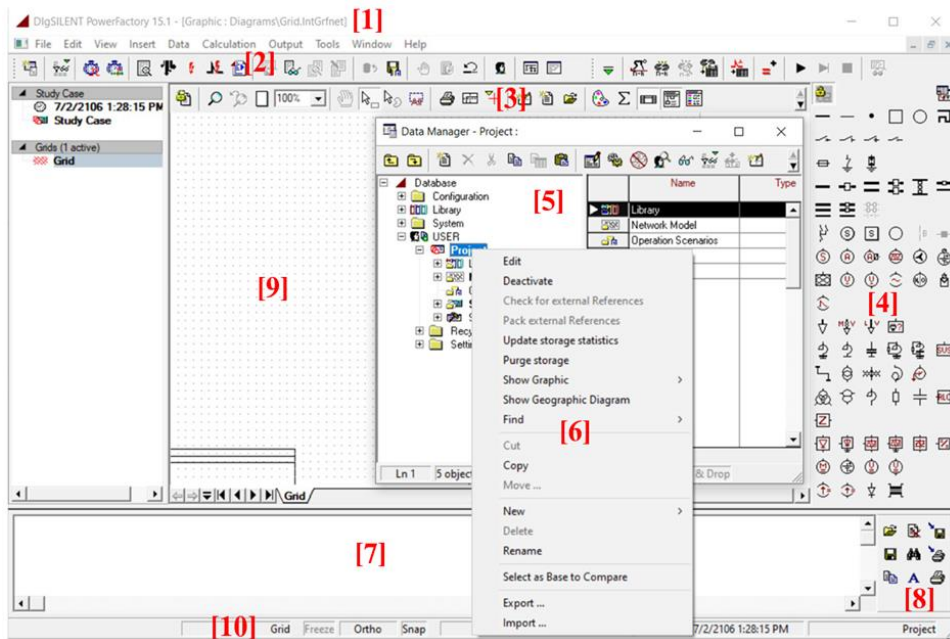 DIgSILENT PowerFactory 15.1 - [Graphic : Diagrams\Grid.IntGrfnet] [1]
File Edit View Insert Data Calculation Output Tools Window Help
[2]
Study Case
7/2/2106 1:28:15 PM
Study Case
Grids (1 active)
Grid
100%
[3]
Data Manager - Project :
Database
Configuration
Library
System
USER
Project
Recy
Settin
[5]
Name Type
Library
Network Model
Operation Scenarios
Edit
Deactivate
Check for external References
Pack external References
Update storage statistics
Purge storage
Show Graphic
Show Geographic Diagram
Find
[6]
Cut
Copy
Move ...
New
Delete
Rename
Select as Base to Compare
Export ...
Import ...
Ln 1 5 object
& Drop
[9]
[4]
Grid
[7]
[8]
[10] Grid Freeze Ortho Snap
7/2/2106 1:28:15 PM Project